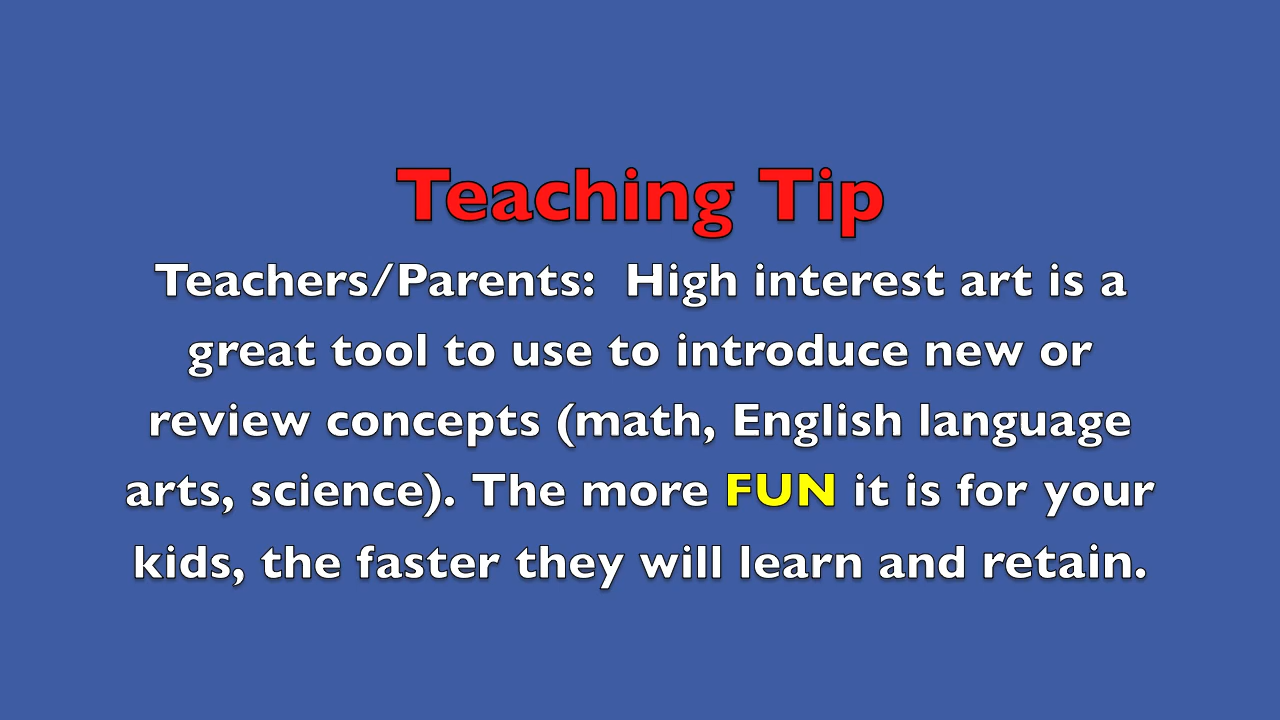 Teaching Tip
Teachers/Parents:  High interest art is a
great tool to use to introduce new or
review concepts (math, English language
arts, science). The more FUN it is for your
kids, the faster they will learn and retain.